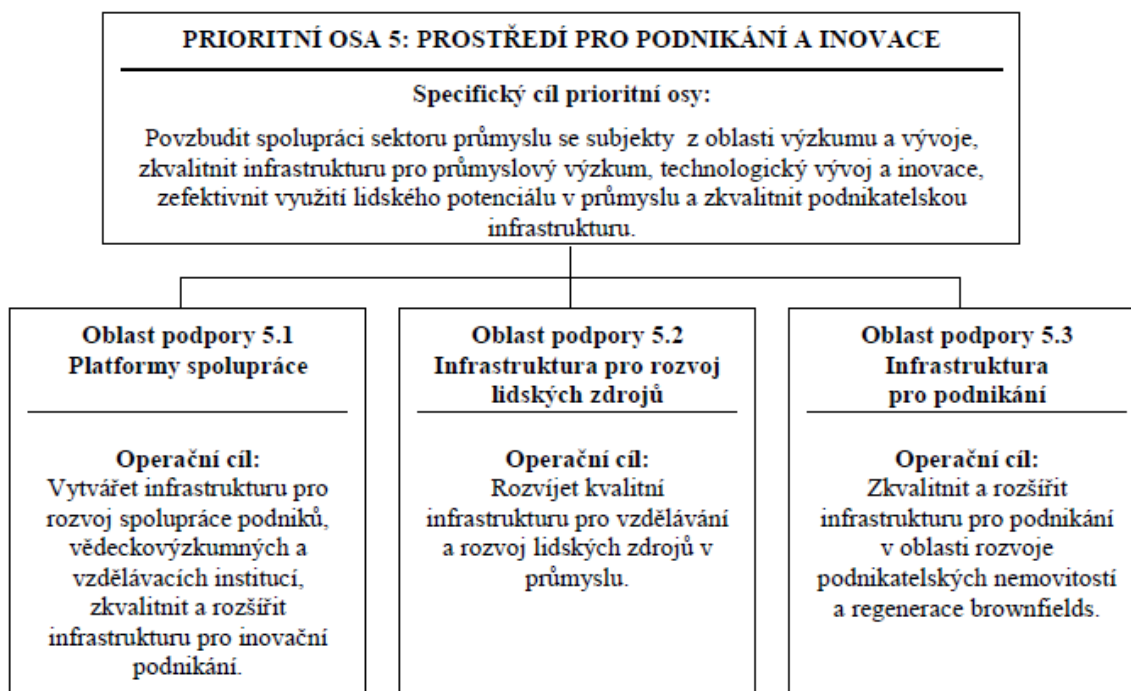 PRIORITNÍ OSA 5: PROSTŘEDÍ PRO PODNIKÁNÍ A INOVACE
Specifický cíl prioritní osy:
Povzbudit spolupráci sektoru průmyslu se subjekty z oblasti výzkumu a vývoje,
zkvalitnit infrastrukturu pro průmyslový výzkum, technologický vývoj a inovace,
zefektivnit využití lidského potenciálu v průmyslu a zkvalitnit podnikatelskou
infrastrukturu.
Oblast podpory 5.1
Platformy spolupráce
Operační cíl:
Vytvářet infrastrukturu pro
rozvoj spolupráce podniků,
vědeckovýzkumných a
vzdělávacích institucí,
zkvalitnit a rozšířit
infrastrukturu pro inovační
podnikání.
Oblast podpory 5.2
Infrastruktura pro rozvoj
lidských zdrojů
Operační cíl:
Rozvíjet kvalitní
infrastrukturu pro vzdělávání
a rozvoj lidských zdrojů v
průmyslu.
Oblast podpory 5.3
Infrastruktura
pro podnikání
Operační cíl:
Zkvalitnit a rozšířit
infrastrukturu pro podnikání
v oblasti rozvoje
podnikatelských nemovitostí
a regenerace brownfields.